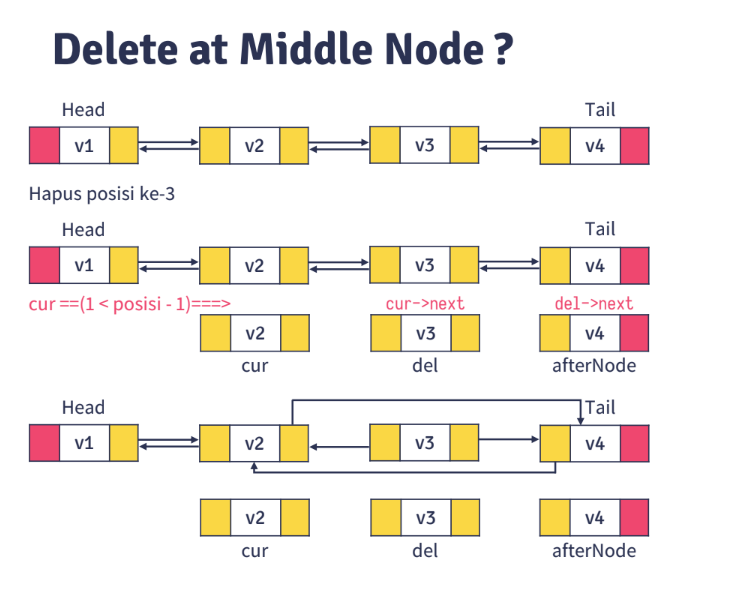 Delete at Middle Node ?
Head Tail
v1 v2 v3 v4
Hapus posisi ke-3
Head Tail
v1 v2 v3 v4
cur ==(1 < posisi - 1)===> cur->next del->next
v2 v3 v4
cur del afterNode
Head Tail
v1 v2 v3 v4
v2 v3 v4
cur del afterNode